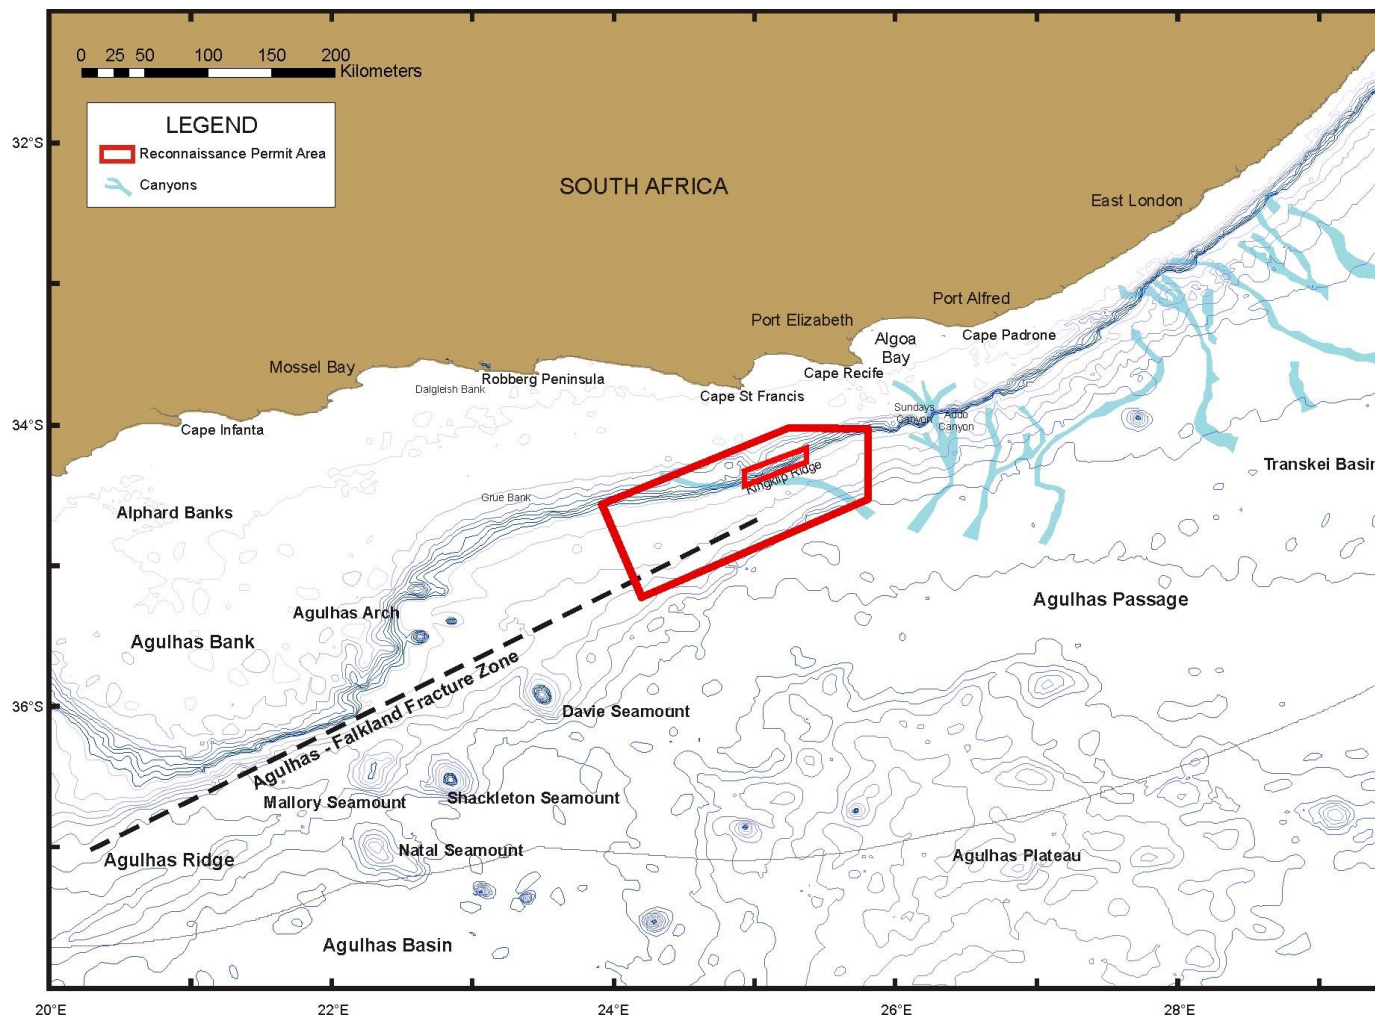 0 25 50 100 150 200
Kilometers
LEGEND
Reconnaissance Permit Area
Canyons
32°S
SOUTH AFRICA
East London
Port Alfred
Port Elizabeth
Cape Padrone
Algoa
Bay
Mossel Bay
Cape Recife
Robberg Peninsula
Dalgleish Bank
Cape St Francis
Sundays
Canyon
Addo
Canyon
34°S
Cape Infanta
Transkei Basin
Kingklip Ridge
Grue Bank
Alphard Banks
Agulhas Passage
Agulhas Arch
Agulhas Bank
36°S
Agulhas - Falkland Fracture Zone
Davie Seamount
Mallory Seamount
Shackleton Seamount
Natal Seamount
Agulhas Ridge
Agulhas Plateau
Agulhas Basin
20°E 22°E 24°E 26°E 28°E